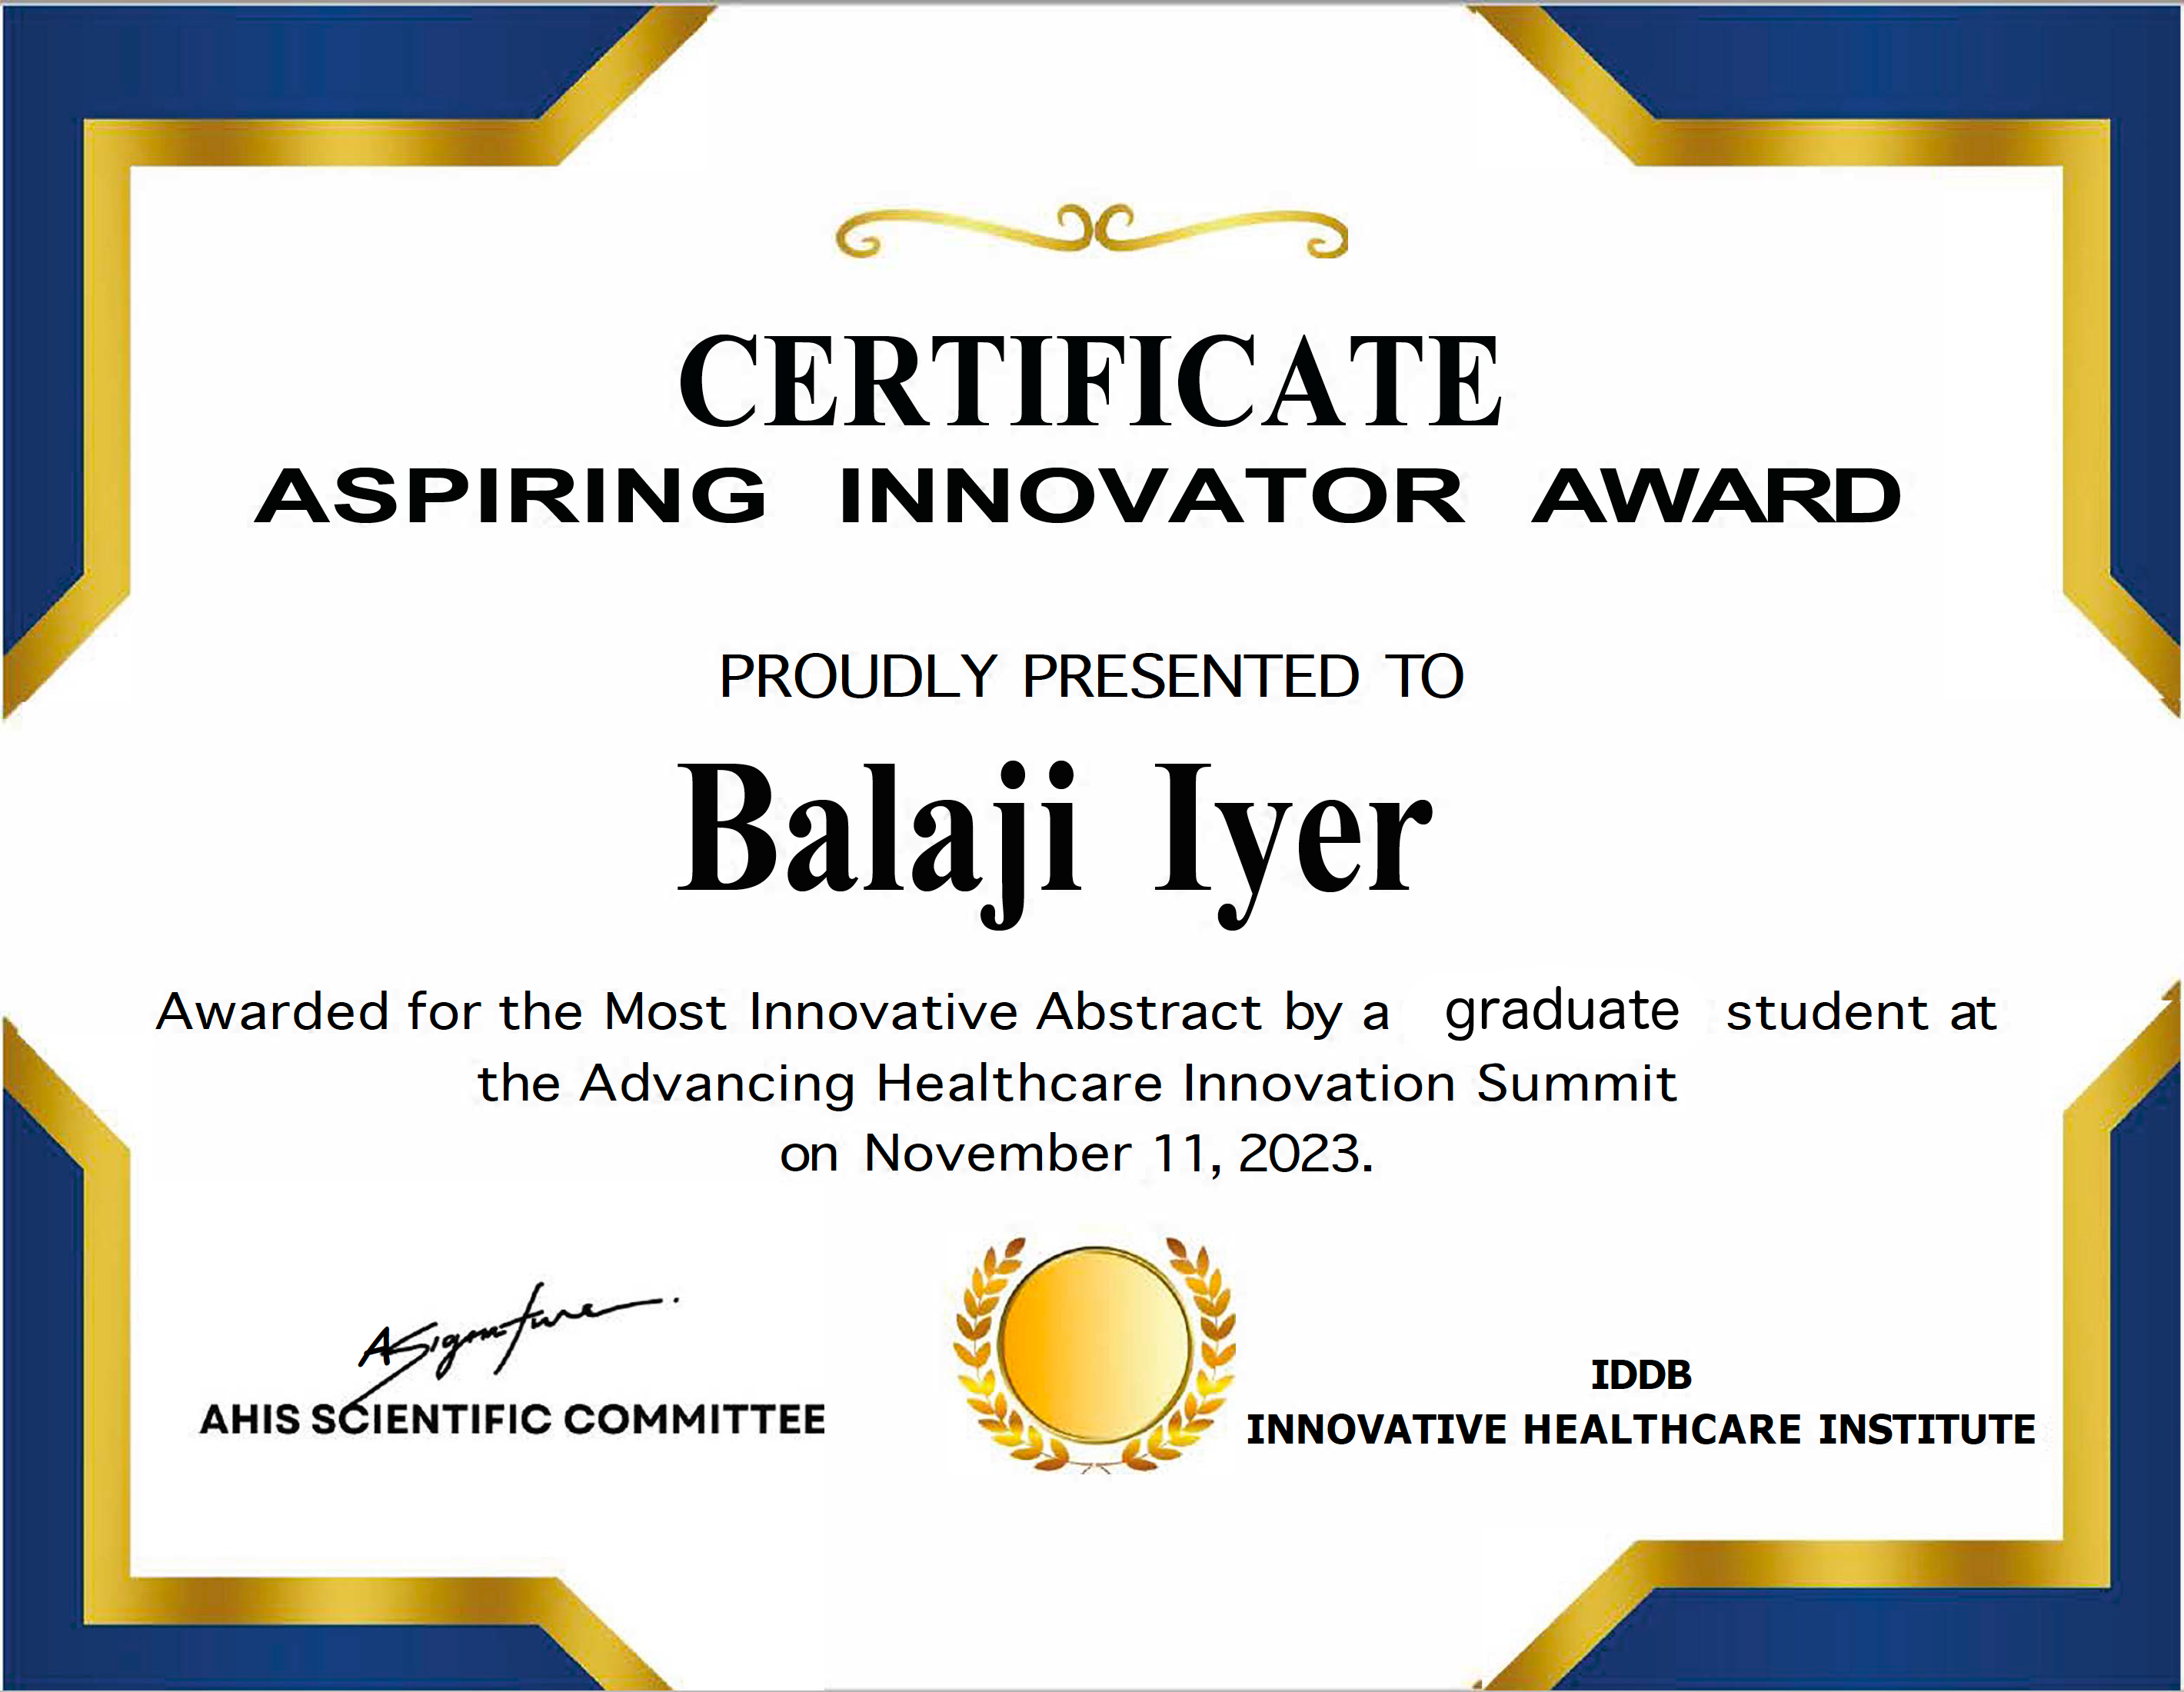 CERTIFICATE
ASPIRING INNOVATOR AWARD
PROUDLY PRESENTED TO
Balaji Iyer
Awarded for the Most Innovative Abstract by a graduate student at
the Advancing Healthcare Innovation Summit
on November 11, 2023.
ASignature
AHIS SCIENTIFIC COMMITTEE
IDDB
INNOVATIVE HEALTHCARE INSTITUTE